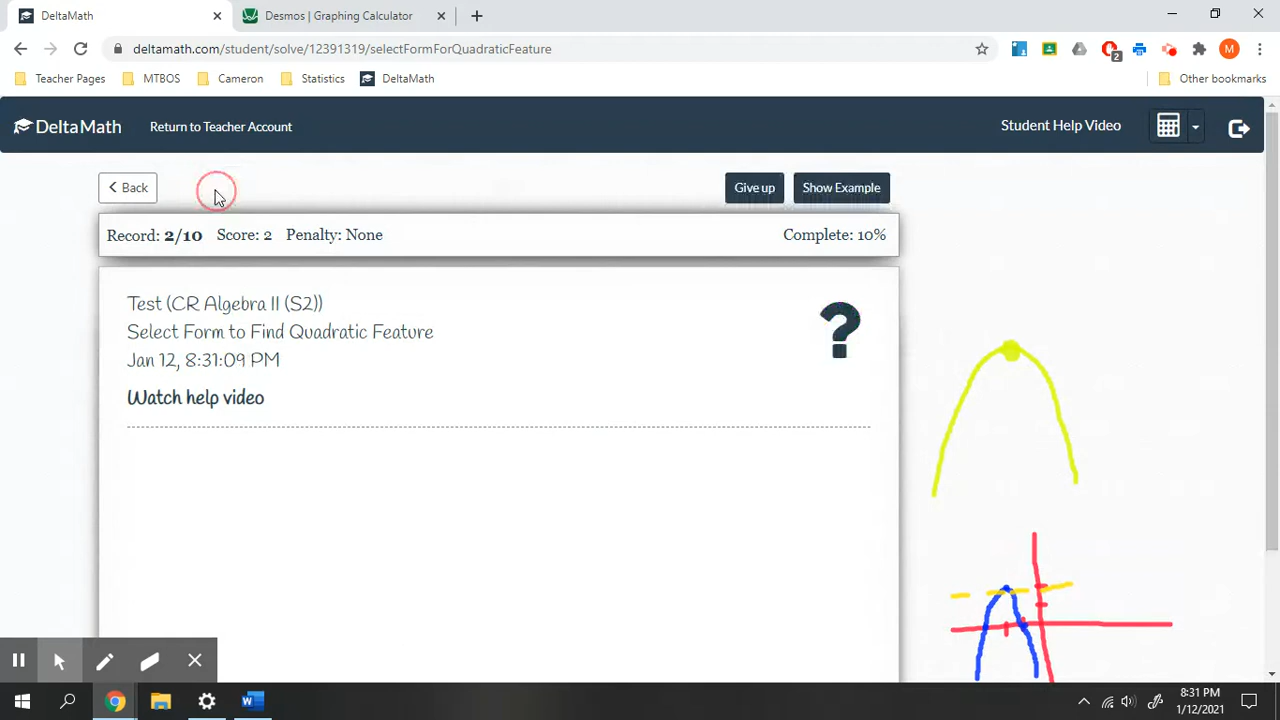 DeltaMath
Desmos | Graphing Calculator
deltamath.com/student/solve/12391319/selectFormForQuadraticFeature
2
M
Teacher Pages
MTBOS
Cameron
Statistics
DeltaMath
Other bookmarks
DeltaMath
Return to Teacher Account
Student Help Video
Back
Give up
Show Example
Record: 2/10
Score: 2
Penalty: None
Complete: 10%
Test (CR Algebra II (S2))
Select Form to Find Quadratic Feature
Jan 12, 8:31:09 PM
?
Watch help video
8:31 PM
1/12/2021